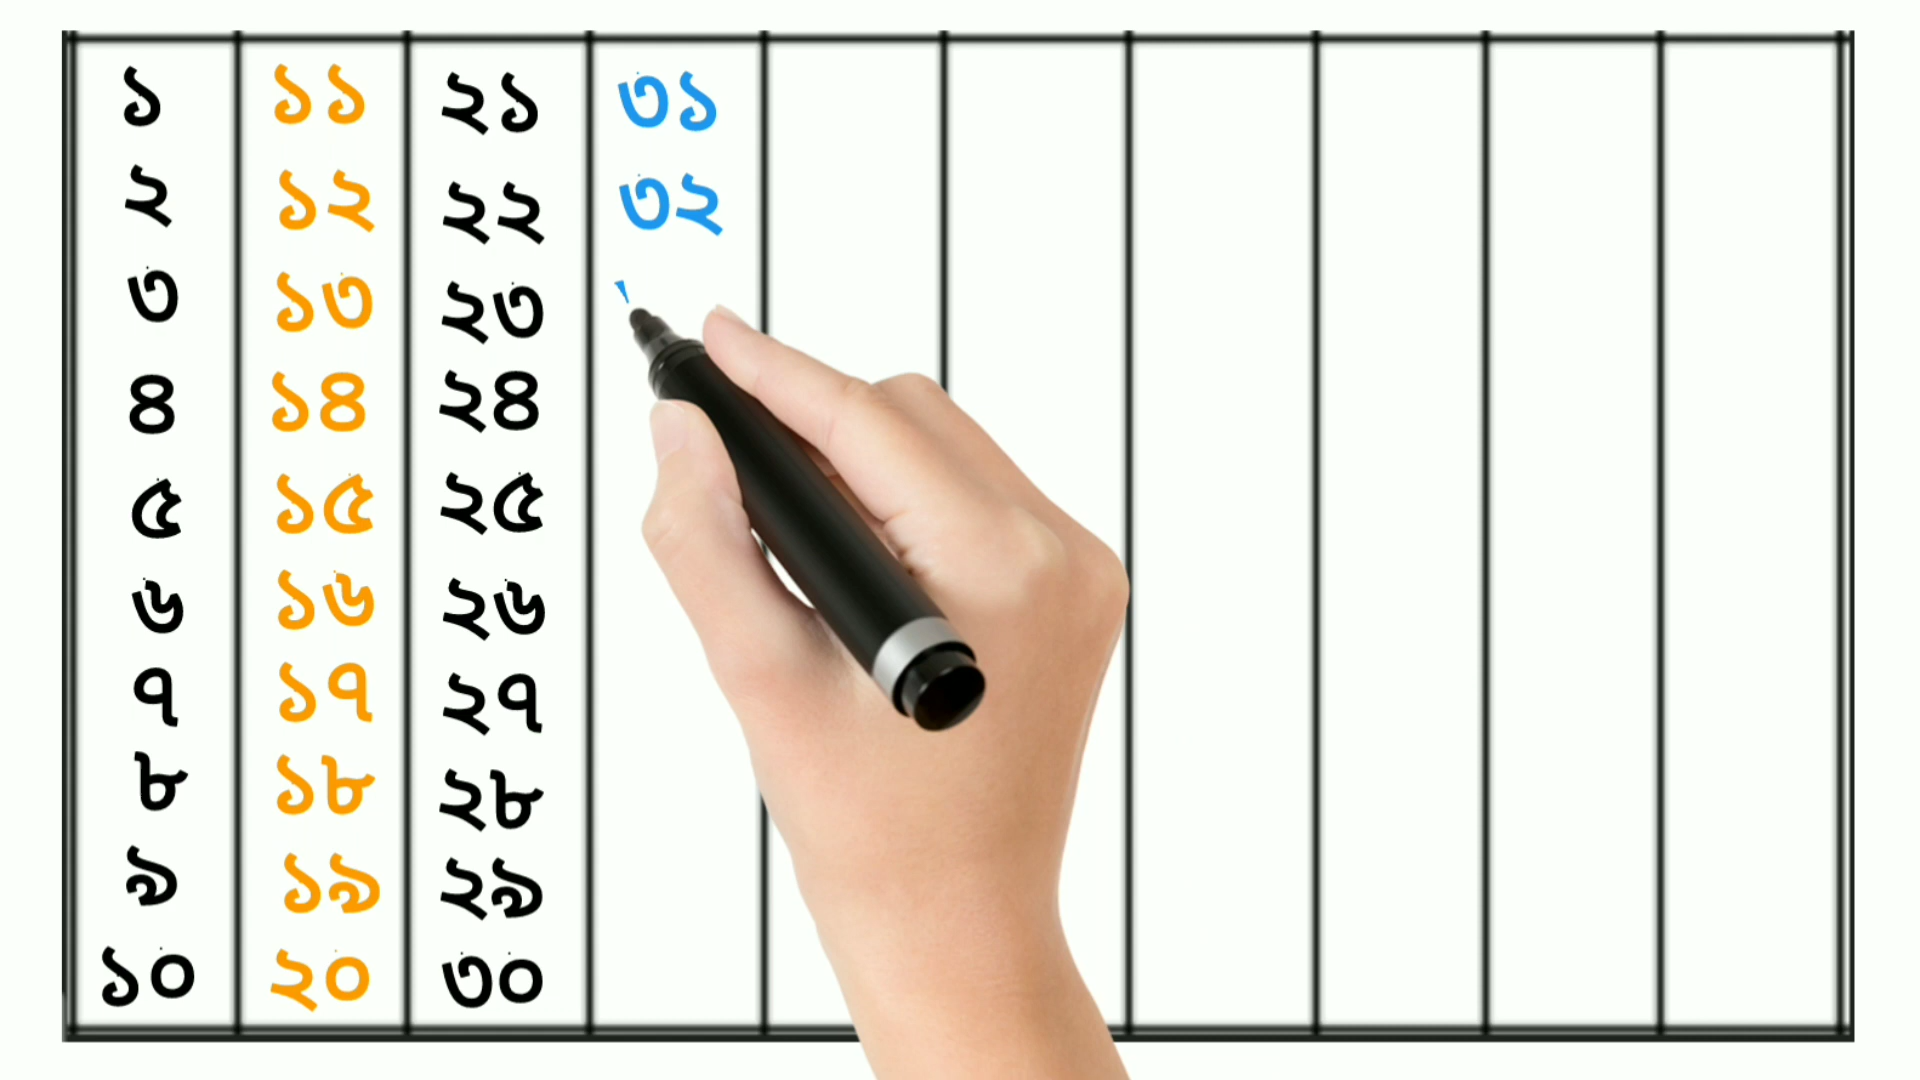 ১ ১১ ২১ ৩১
২ ১২ ২২ ৩২
৩ ১৩ ২৩
৪ ১৪ ২৪
৫ ১৫ ২৫
৬ ১৬ ২৬
৭ ১৭ ২৭
৮ ১৮ ২৮
৯ ১৯ ২৯
১০ ২০ ৩০